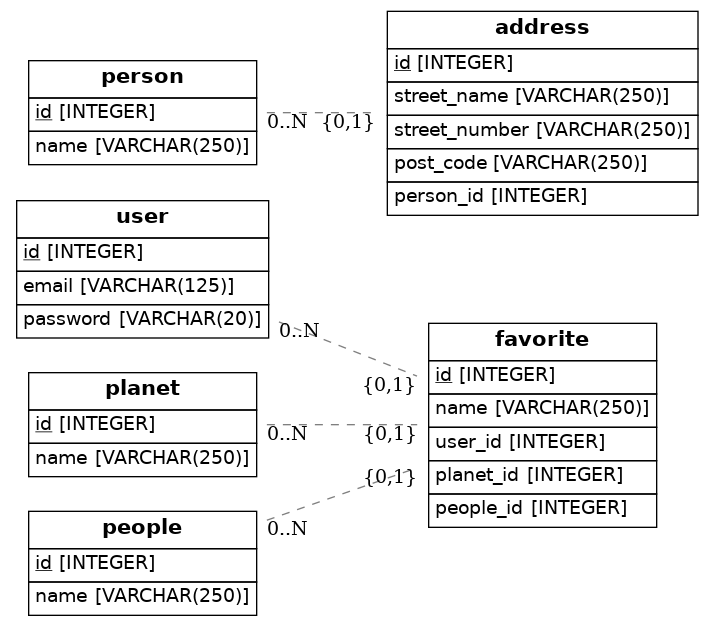 person
id [INTEGER]
name [VARCHAR(250)]
0..N {0,1}
address
id [INTEGER]
street_name [VARCHAR(250)]
street_number [VARCHAR(250)]
post_code [VARCHAR(250)]
person_id [INTEGER]
user
id [INTEGER]
email [VARCHAR(125)]
password [VARCHAR(20)]
0..N
{0,1}
planet
id [INTEGER]
name [VARCHAR(250)]
0..N {0,1}
people
id [INTEGER]
name [VARCHAR(250)]
0..N
{0,1}
favorite
id [INTEGER]
name [VARCHAR(250)]
user_id [INTEGER]
planet_id [INTEGER]
people_id [INTEGER]